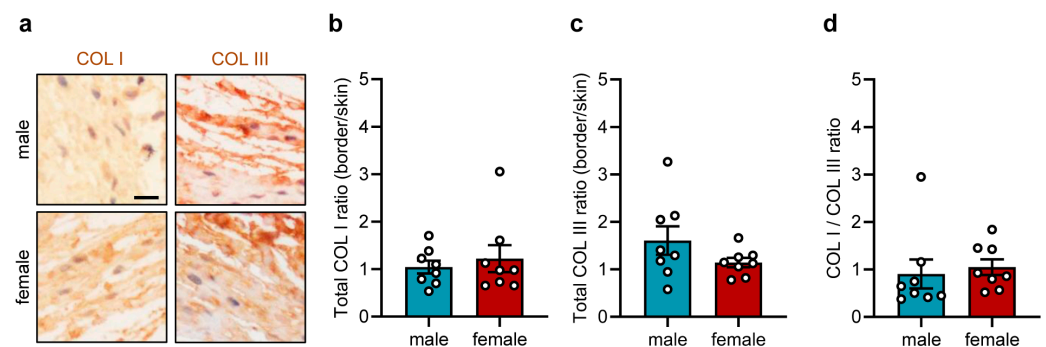 a
COL I
COL III
male
female
b
Total COL I ratio (border/skin)
5
4
3
2
1
0
male
female
c
Total COL III ratio (border/skin)
5
4
3
2
1
0
male
female
d
COL I / COL III ratio
5
4
3
2
1
0
male
female